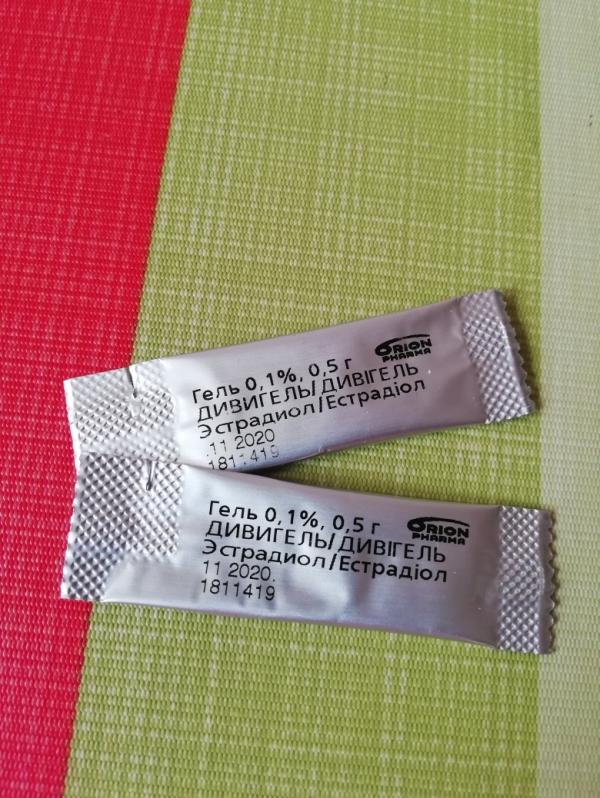 Гель 0,1%, 0,5 г
ORION
PHARMA
ДИВИГЕЛЬ/ДИВІГЕЛЬ
Эстрадиол/Естрадіол
.11 2020
1811419
Гель 0,1%, 0,5 г
ORION
PHARMA
ДИВИГЕЛЬ/ДИВІГЕЛЬ
Эстрадиол/Естрадіол
11 2020.
1811419